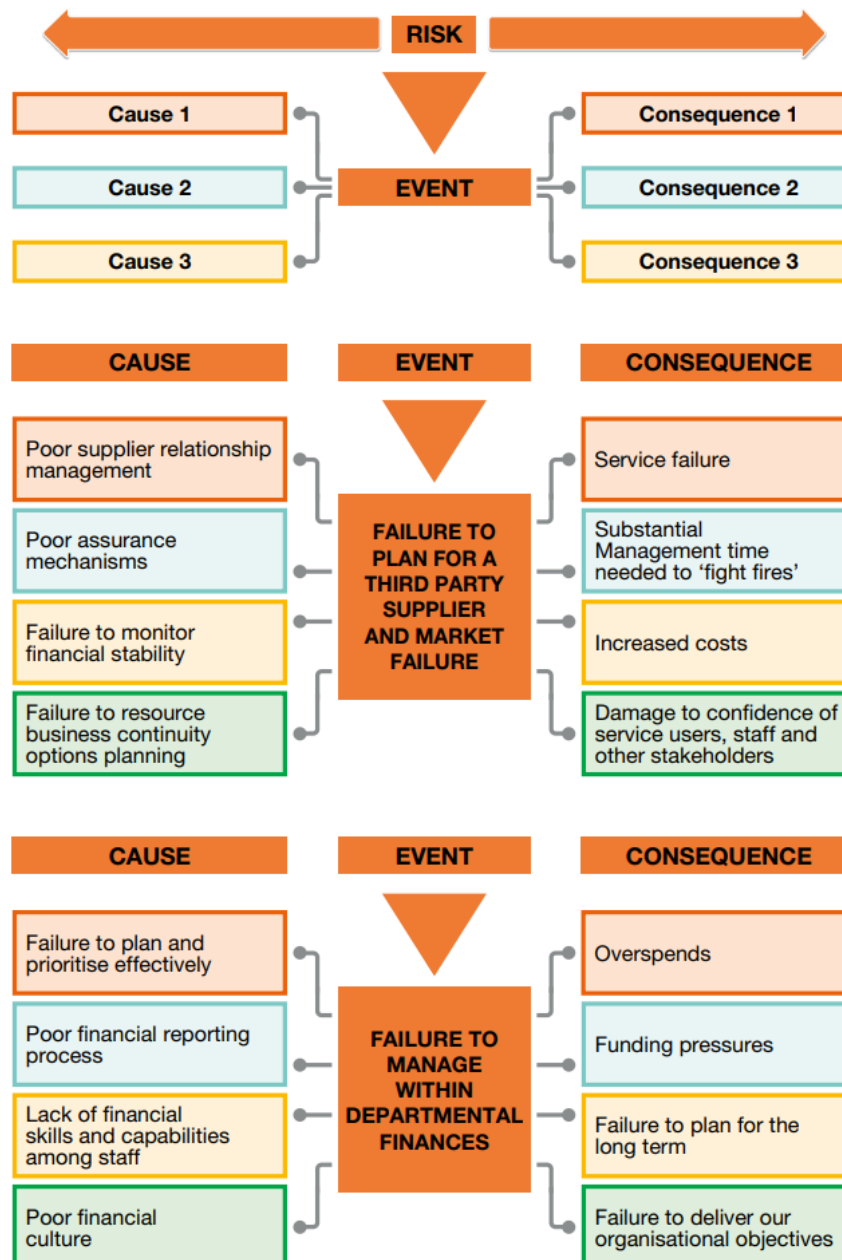 RISK
Cause 1
Consequence 1
Cause 2
EVENT
Consequence 2
Cause 3
Consequence 3
CAUSE
EVENT
CONSEQUENCE
Poor supplier relationship
management
Poor assurance
mechanisms
Failure to monitor
financial stability
Failure to resource
business continuity
options planning
FAILURE TO
PLAN FOR A
THIRD PARTY
SUPPLIER
AND MARKET
FAILURE
Service failure
Substantial
Management time
needed to ‘fight fires’
Increased costs
Damage to confidence of
service users, staff and
other stakeholders
CAUSE
EVENT
CONSEQUENCE
Failure to plan and
prioritise effectively
Poor financial reporting
process
Lack of financial
skills and capabilities
among staff
Poor financial
culture
FAILURE TO
MANAGE
WITHIN
DEPARTMENTAL
FINANCES
Overspends
Funding pressures
Failure to plan for the
long term
Failure to deliver our
organisational objectives